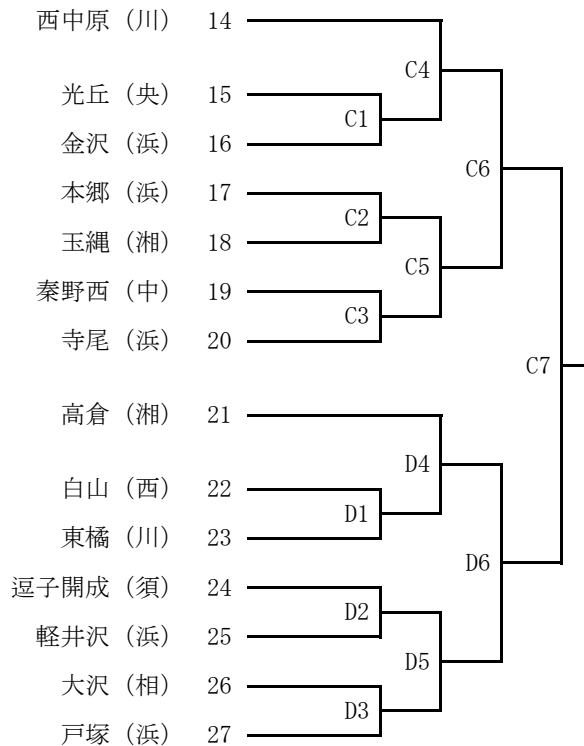 西中原（川） 14
C4
光丘（央） 15
C1
金沢（浜） 16
C6
本郷（浜） 17
C2
玉縄（湘） 18
C5
秦野西（中） 19
C3
寺尾（浜） 20
C7
高倉（湘） 21
D4
白山（西） 22
D1
東橘（川） 23
D6
逗子開成（須） 24
D2
軽井沢（浜） 25
D5
大沢（相） 26
D3
戸塚（浜） 27